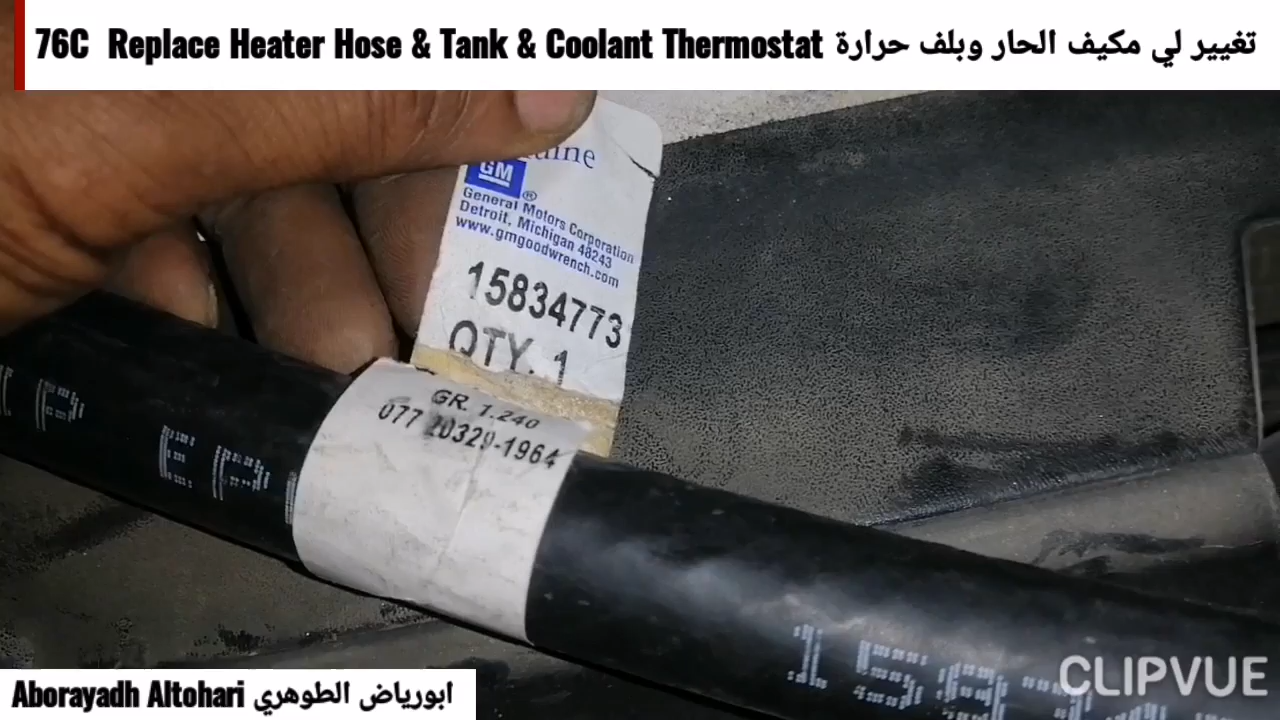 76C Replace Heater Hose & Tank & Coolant Thermostat تغيير لي مكيف الحار وبلف حرارة
GM
®
General Motors Corporation
Detroit, Michigan 48243
www.gmgoodwrench.com
15834773
QTY. 1
GR. 1.240
077 20329-1964
CLIPVUE
Aborayadh Altohari ابورياض الطوهري